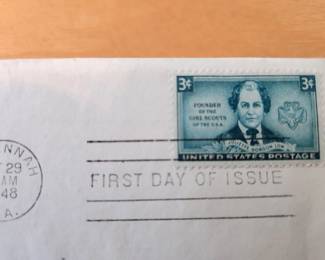 3¢ 3¢
FOUNDER
OF THE
GIRL SCOUTS
OF THE U.S.A.
JULIETTE GORDON LOW
UNITED STATES POSTAGE
NNAH
29
AM
48
A.
FIRST DAY OF ISSUE